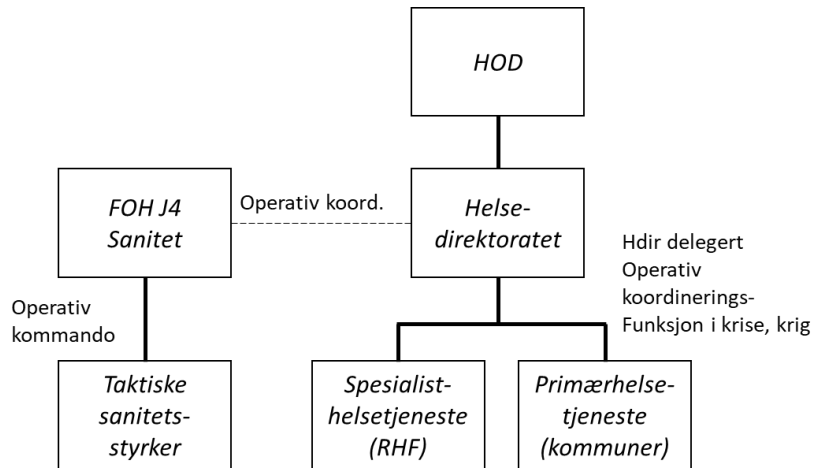 HOD
FOH J4
Sanitet
Operativ koord.
Helse-
direktoratet
Hdir delegert
Operativ
koordinerings-
Funksjon i krise, krig
Operativ
kommando
Taktiske
sanitets-
styrker
Spesialist-
helsetjeneste
(RHF)
Primærhelse-
tjeneste
(kommuner)